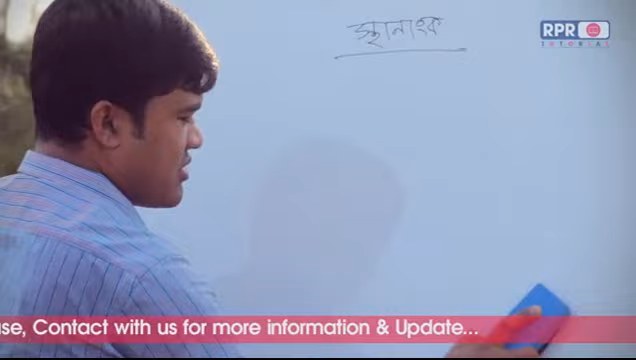 স্থানাংক
RPR
TUTORIAL
se, Contact with us for more information & Update...